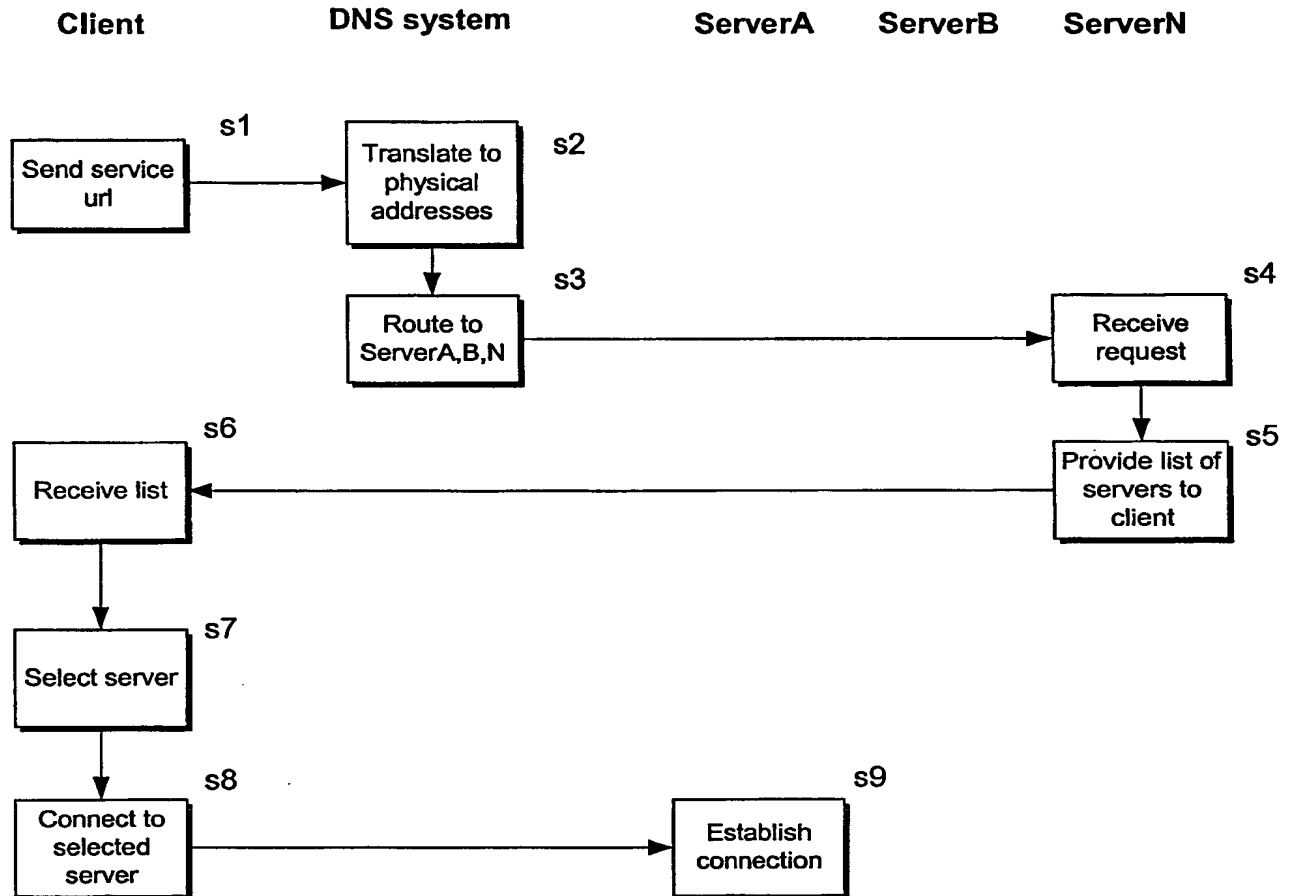 Client DNS system ServerA ServerB ServerN
s1
Send service
url
s2
Translate to
physical
addresses
s3
Route to
ServerA,B,N
s4
Receive
request
s5
Provide list of
servers to
client
s6
Receive list
s7
Select server
s8
Connect to
selected
server
s9
Establish
connection